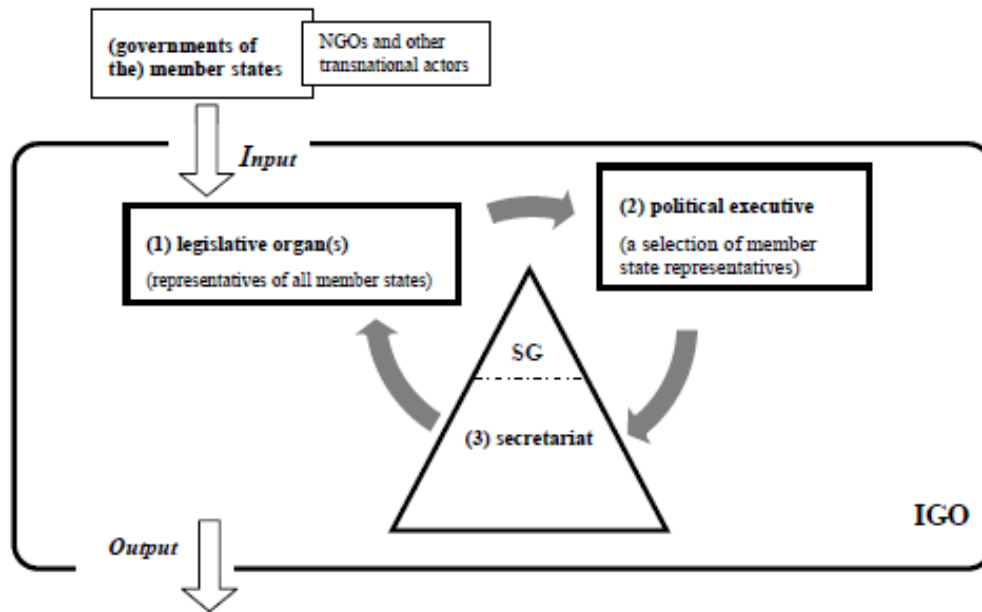 (governments of
the) member states
NGOs and other
transnational actors
Input
(1) legislative organ(s)
(representatives of all member states)
(2) political executive
(a selection of member
state representatives)
SG
(3) secretariat
IGO
Output